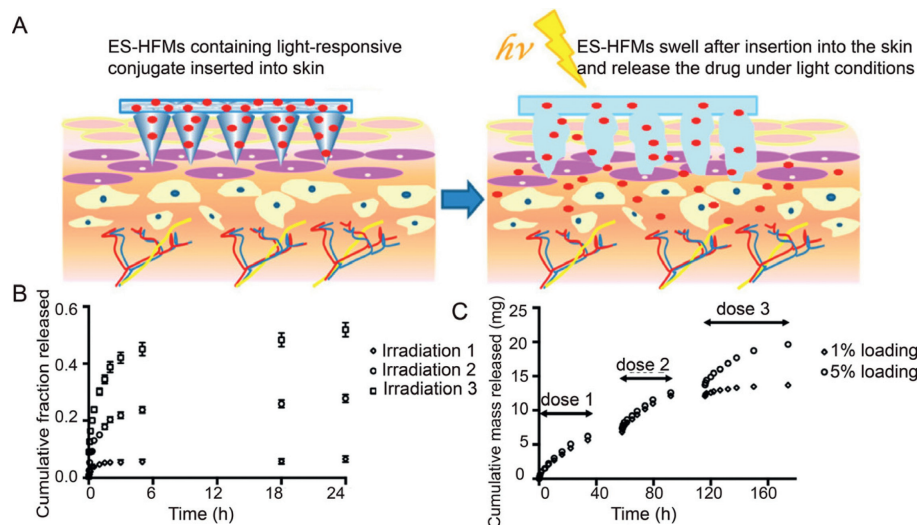 A
ES-HFMs containing light-responsive
conjugate inserted into skin
hν
ES-HFMs swell after insertion into the skin
and release the drug under light conditions
B
Cumulative fraction released
0.6
0.4
0.2
0.0
0
6
12
18
24
Time (h)
Irradiation 1
Irradiation 2
Irradiation 3
C
Cumulative mass released (mg)
25
20
15
10
5
0
0
40
80
120
160
Time (h)
dose 1
dose 2
dose 3
1% loading
5% loading